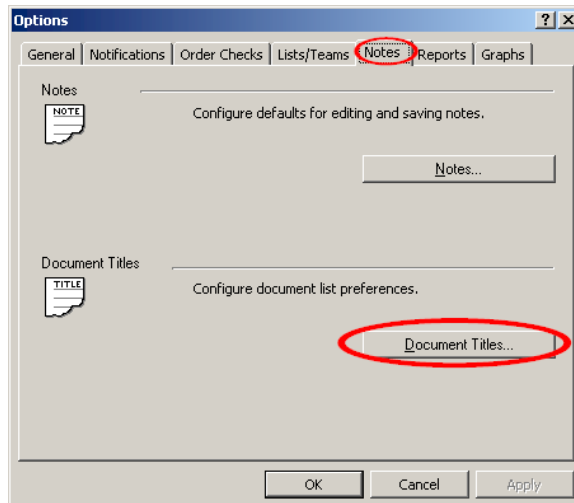 Options
General Notifications Order Checks Lists/Teams Notes Reports Graphs
Notes
NOTE
Configure defaults for editing and saving notes.
Notes...
Document Titles
TITLE
Configure document list preferences.
Document Titles...
OK Cancel Apply